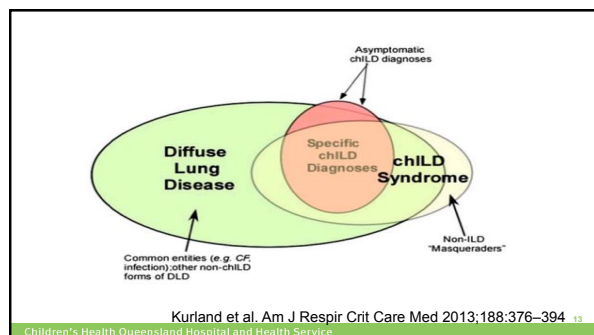 Asymptomatic
chILD diagnoses
Diffuse
Lung
Disease
Specific
chILD
Diagnoses
chILD
Syndrome
Common entities (e.g. CF,
infection);other non-chILD
forms of DLD
Non-ILD
"Masqueraders"
Kurland et al. Am J Respir Crit Care Med 2013;188:376–394 13
Children's Health Queensland Hospital and Health Service